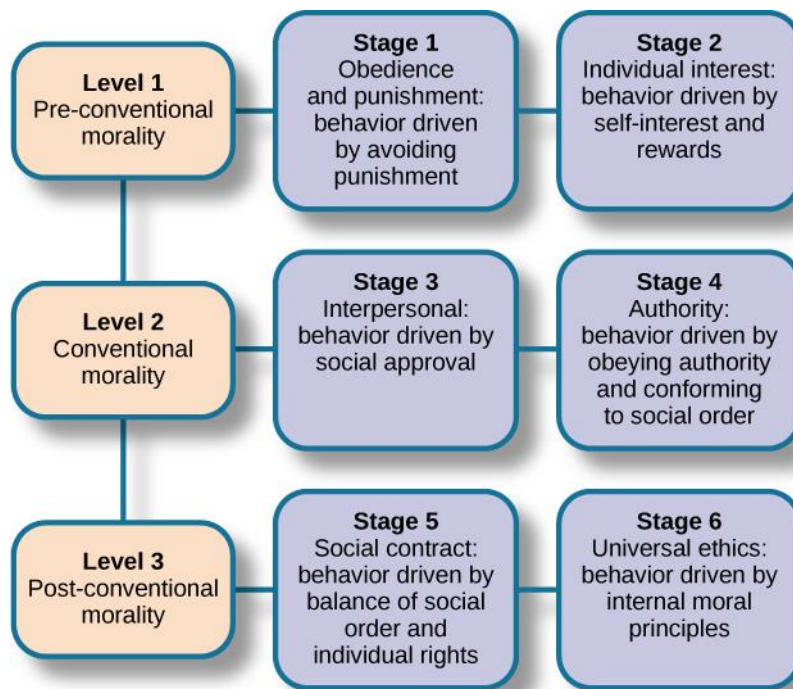 Level 1
Pre-conventional
morality
Stage 1
Obedience
and punishment:
behavior driven
by avoiding
punishment
Stage 2
Individual interest:
behavior driven by
self-interest and
rewards
Level 2
Conventional
morality
Stage 3
Interpersonal:
behavior driven by
social approval
Stage 4
Authority:
behavior driven by
obeying authority
and conforming
to social order
Level 3
Post-conventional
morality
Stage 5
Social contract:
behavior driven by
balance of social
order and
individual rights
Stage 6
Universal ethics:
behavior driven by
internal moral
principles